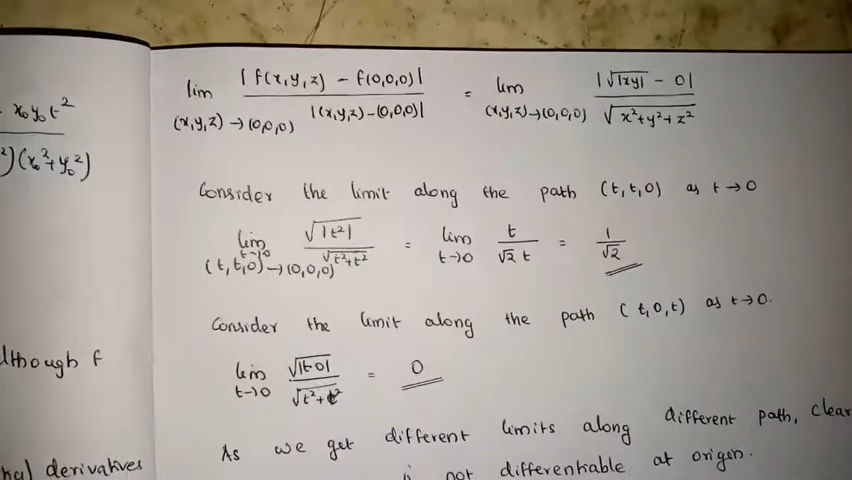 x₀y₀t²
²)(x₀²+y₀²)
lthough f
nal derivatives
lim (x,y,z)→(0,0,0) |f(x,y,z) - f(0,0,0)| / |(x,y,z)-(0,0,0)| = lim (x,y,z)→(0,0,0) |√|xy| - 0| / √x²+y²+z²
Consider the limit along the path (t,t,0) as t→0
lim t→0 (t,t,0)→(0,0,0) √|t²| / √t²+t² = lim t→0 t / √2 t = 1 / √2
Consider the limit along the path (t,0,t) as t→0.
lim t→0 √|t·0| / √t²+t² = 0
As we get different limits along different path, clear
not differentiable at origin.